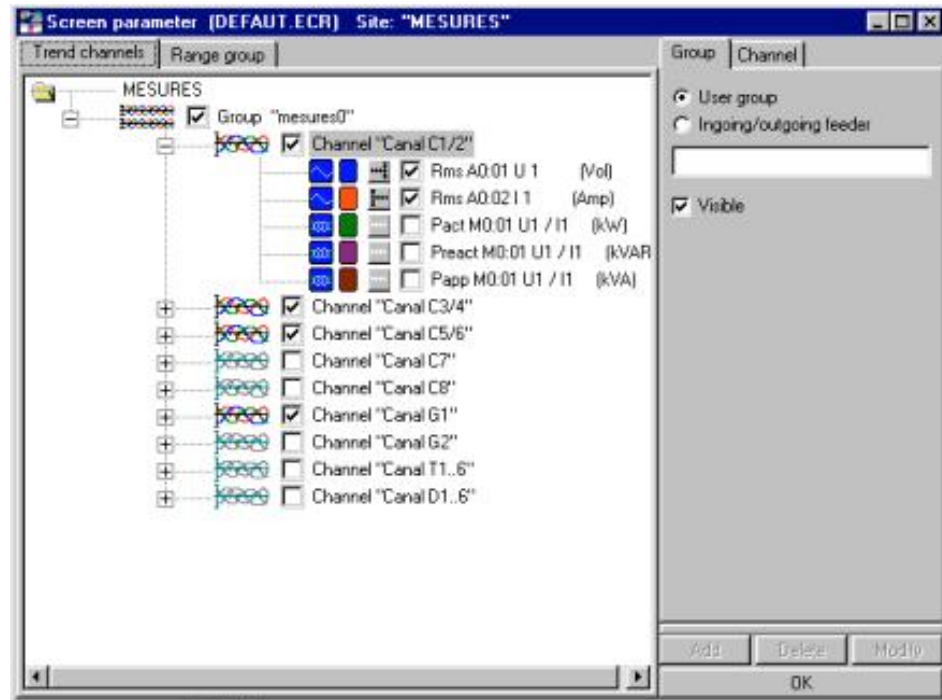 Screen parameter (DEFAUT.ECR) Site: "MESURES"
Trend channels Range group
MESURES
Group "mesures0"
Channel "Canal C1/2"
Rms A0:01 U 1 (Vol)
Rms A0:02 I 1 (Amp)
Pact M0:01 U1 / I1 (kW)
Preact M0:01 U1 / I1 (kVAR
Papp M0:01 U1 / I1 (kVA)
Channel "Canal C3/4"
Channel "Canal C5/6"
Channel "Canal C7"
Channel "Canal C8"
Channel "Canal G1"
Channel "Canal G2"
Channel "Canal T1..6"
Channel "Canal D1..6"
Group Channel
User group
Ingoing/outgoing feeder
Visible
Add Delete Modify
OK